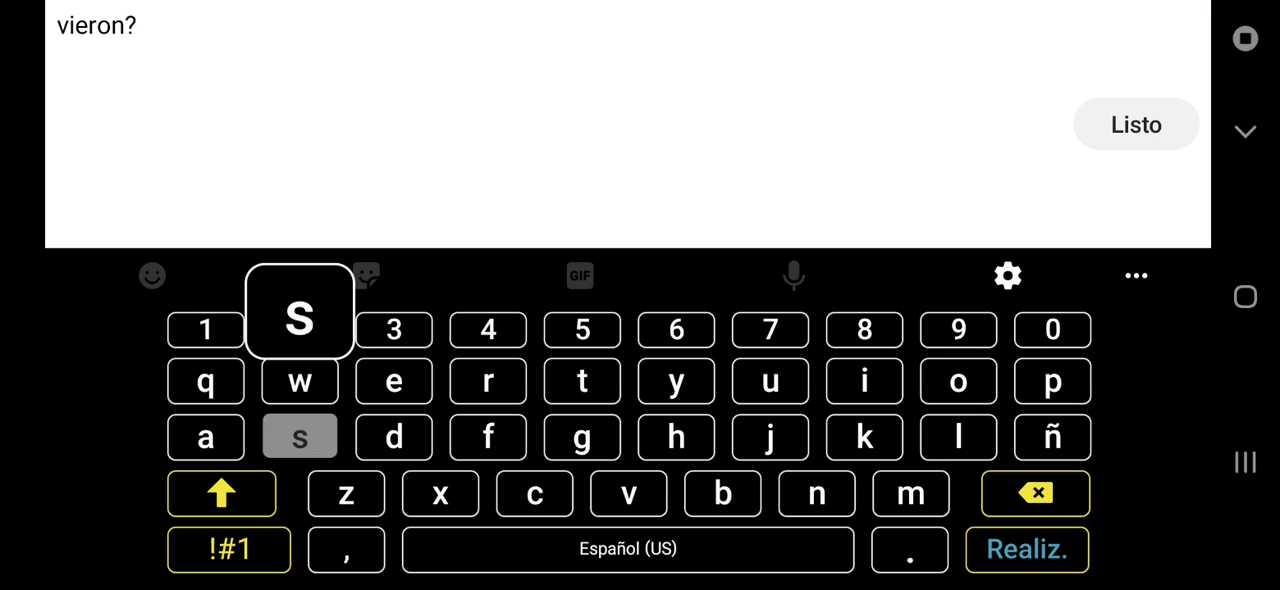 vieron?
Listo
GIF
s
1 3 4 5 6 7 8 9 0
q w e r t y u i o p
a s d f g h j k l ñ
z x c v b n m
!#1 , Español (US) . Realiz.